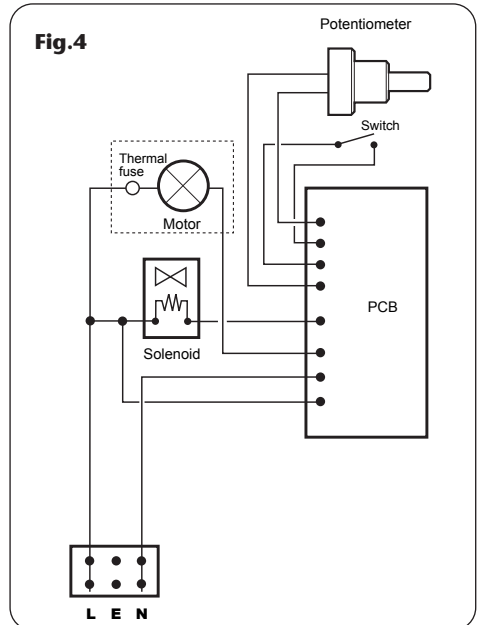 Fig.4
Potentiometer
Switch
Thermal
fuse
Motor
PCB
Solenoid
L E N